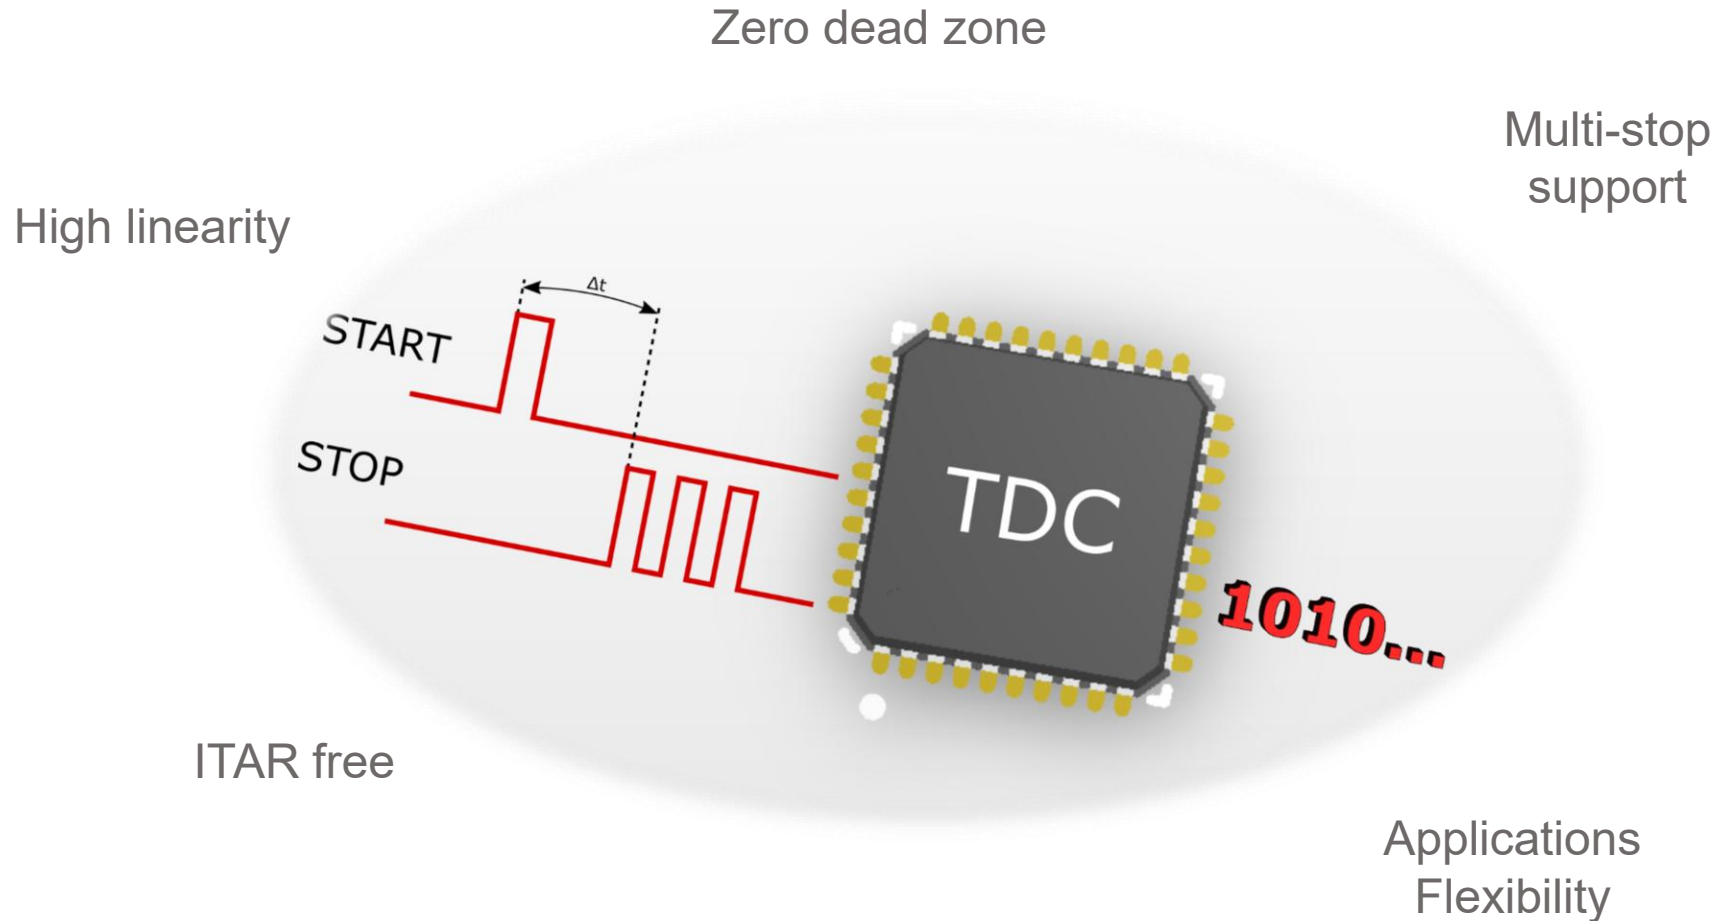 Zero dead zone
Multi-stop
support
High linearity
Δt
START
STOP
TDC
1010...
ITAR free
Applications
Flexibility